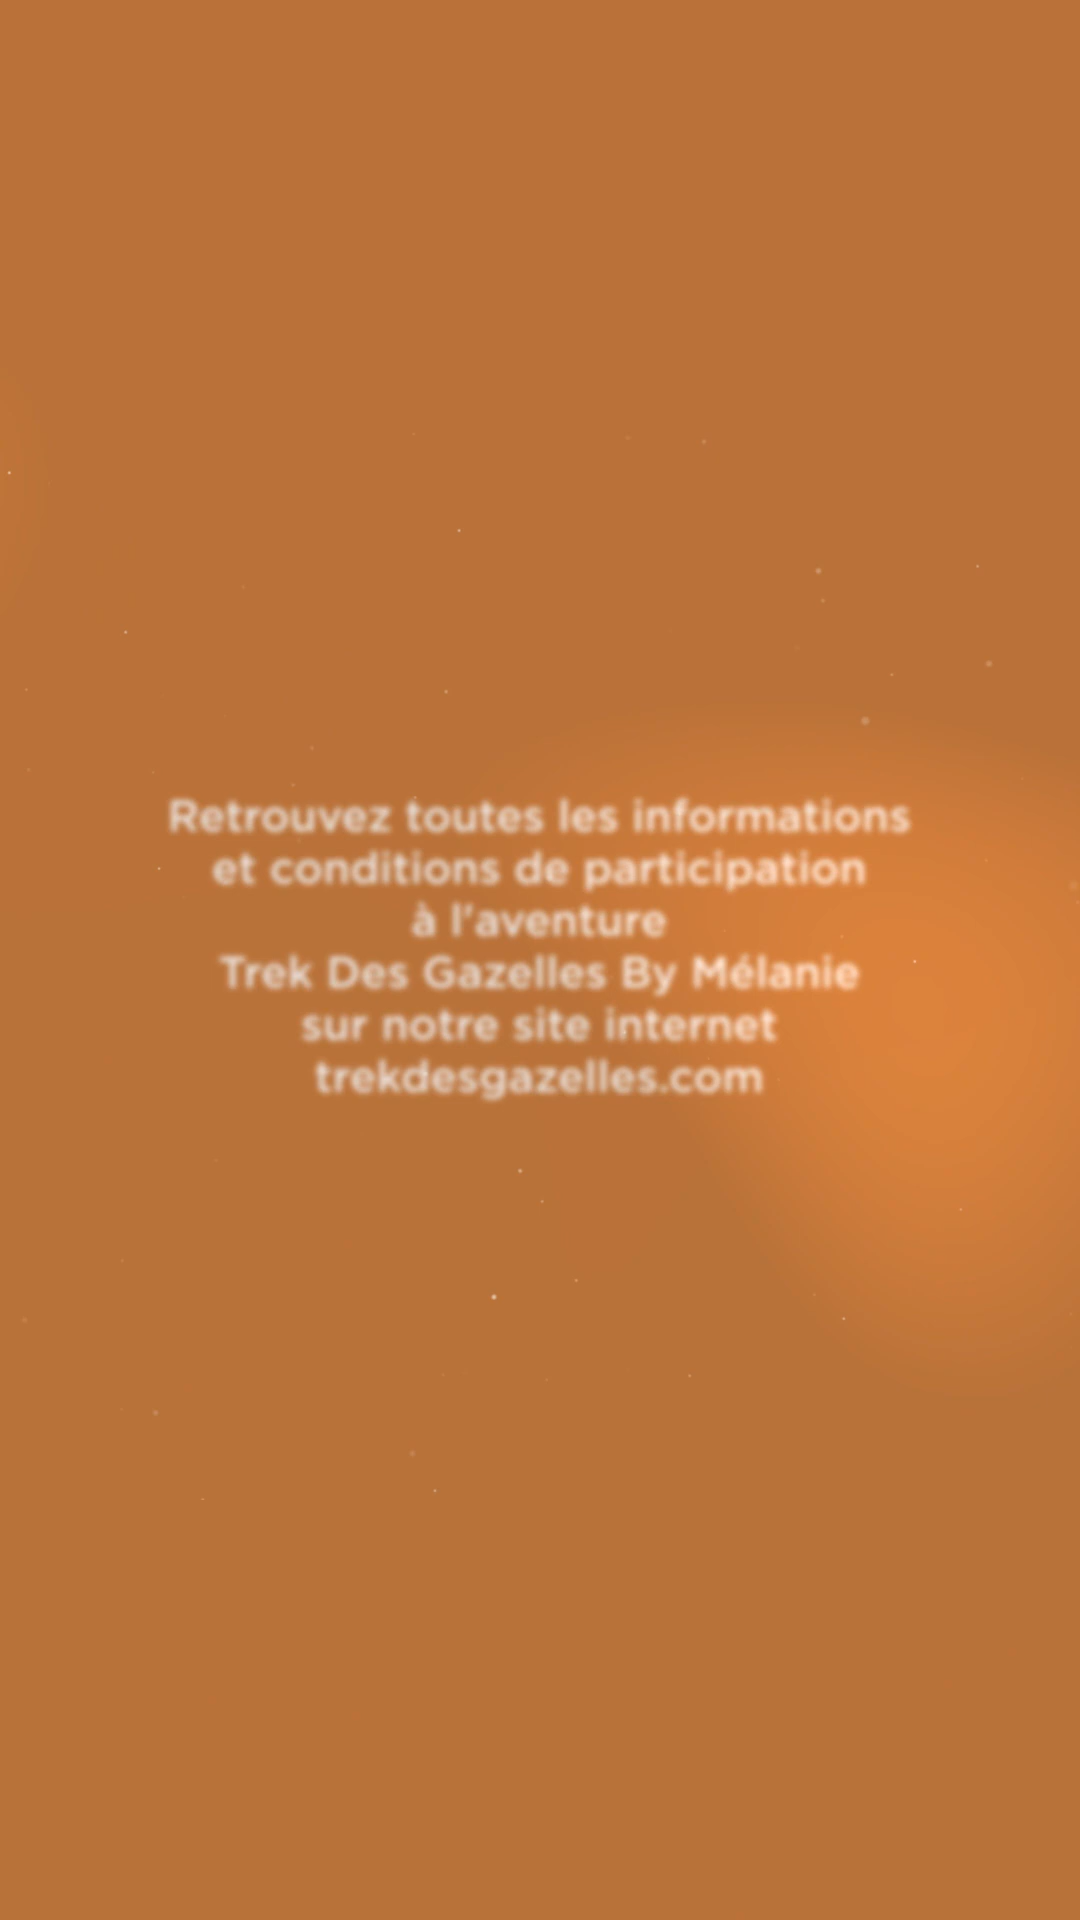 Retrouvez toutes les informations
et conditions de participation
à l'aventure
Trek Des Gazelles By Mélanie
sur notre site internet
trekdesgazelles.com